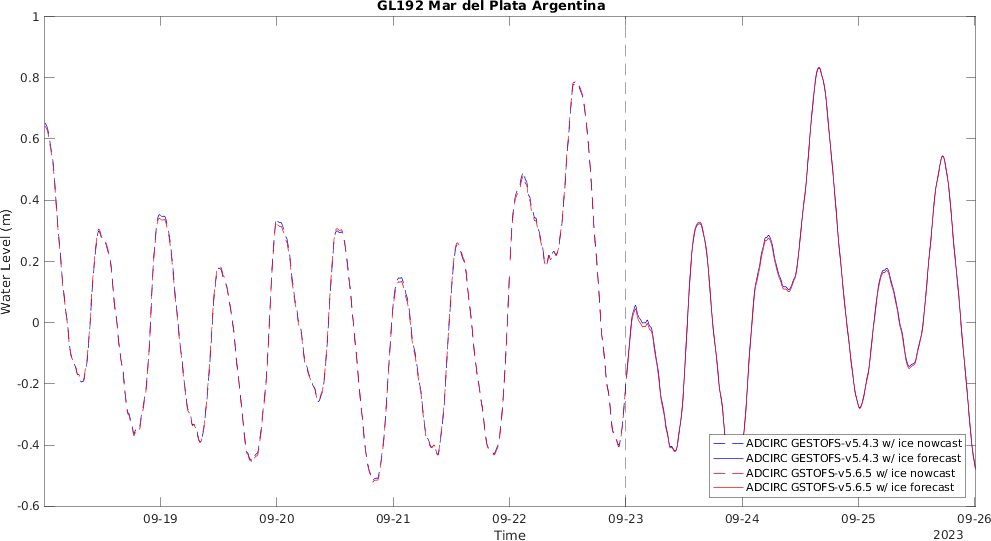 GL192 Mar del Plata Argentina
1
0.8
0.6
0.4
0.2
0
-0.2
-0.4
-0.6
Water Level (m)
09-19
09-20
09-21
09-22
09-23
09-24
09-25
09-26
Time
2023
ADCIRC GESTOFS-v5.4.3 w/ ice nowcast
ADCIRC GESTOFS-v5.4.3 w/ ice forecast
ADCIRC GSTOFS-v5.6.5 w/ ice nowcast
ADCIRC GSTOFS-v5.6.5 w/ ice forecast